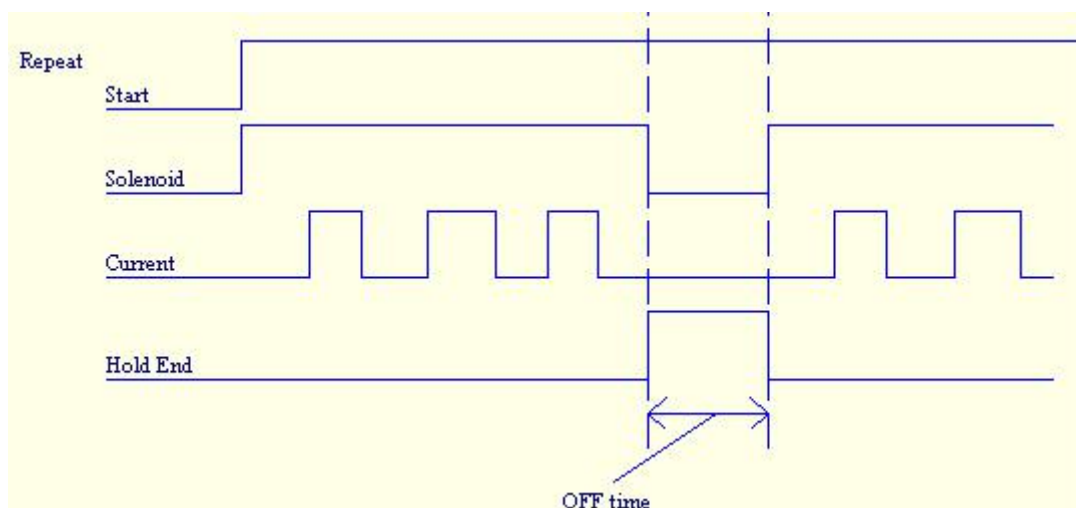 Repeat
Start
Solenoid
Current
Hold End
OFF time